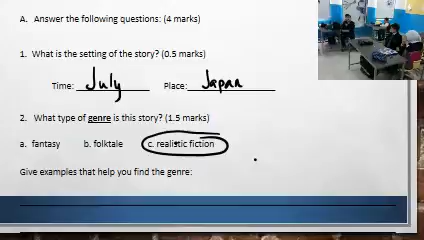 A. Answer the following questions: (4 marks)
1. What is the setting of the story? (0.5 marks)
Time: July Place: Japan
2. What type of genre is this story? (1.5 marks)
a. fantasy b. folktale c. realistic fiction
Give examples that help you find the genre: